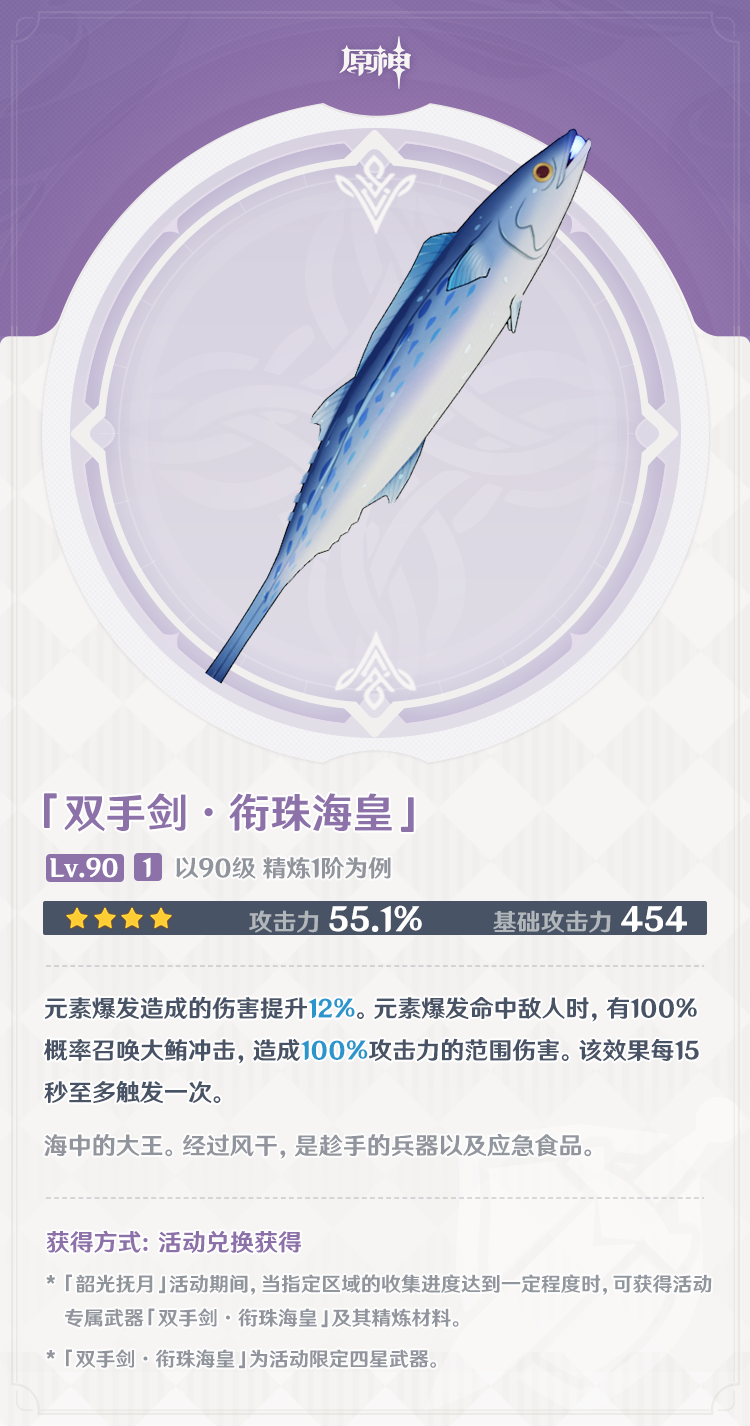 原神
「双手剑·衔珠海皇」
Lv.90 1 以90级 精炼1阶为例
攻击力 55.1% 基础攻击力 454
元素爆发造成的伤害提升12%。元素爆发命中敌人时，有100%
概率召唤大鲔冲击，造成100%攻击力的范围伤害。该效果每15
秒至多触发一次。
海中的大王。经过风干，是趁手的兵器以及应急食品。
获得方式: 活动兑换获得
*「韶光抚月」活动期间，当指定区域的收集进度达到一定程度时，可获得活动
专属武器「双手剑·衔珠海皇」及其精炼材料。
*「双手剑·衔珠海皇」为活动限定四星武器。